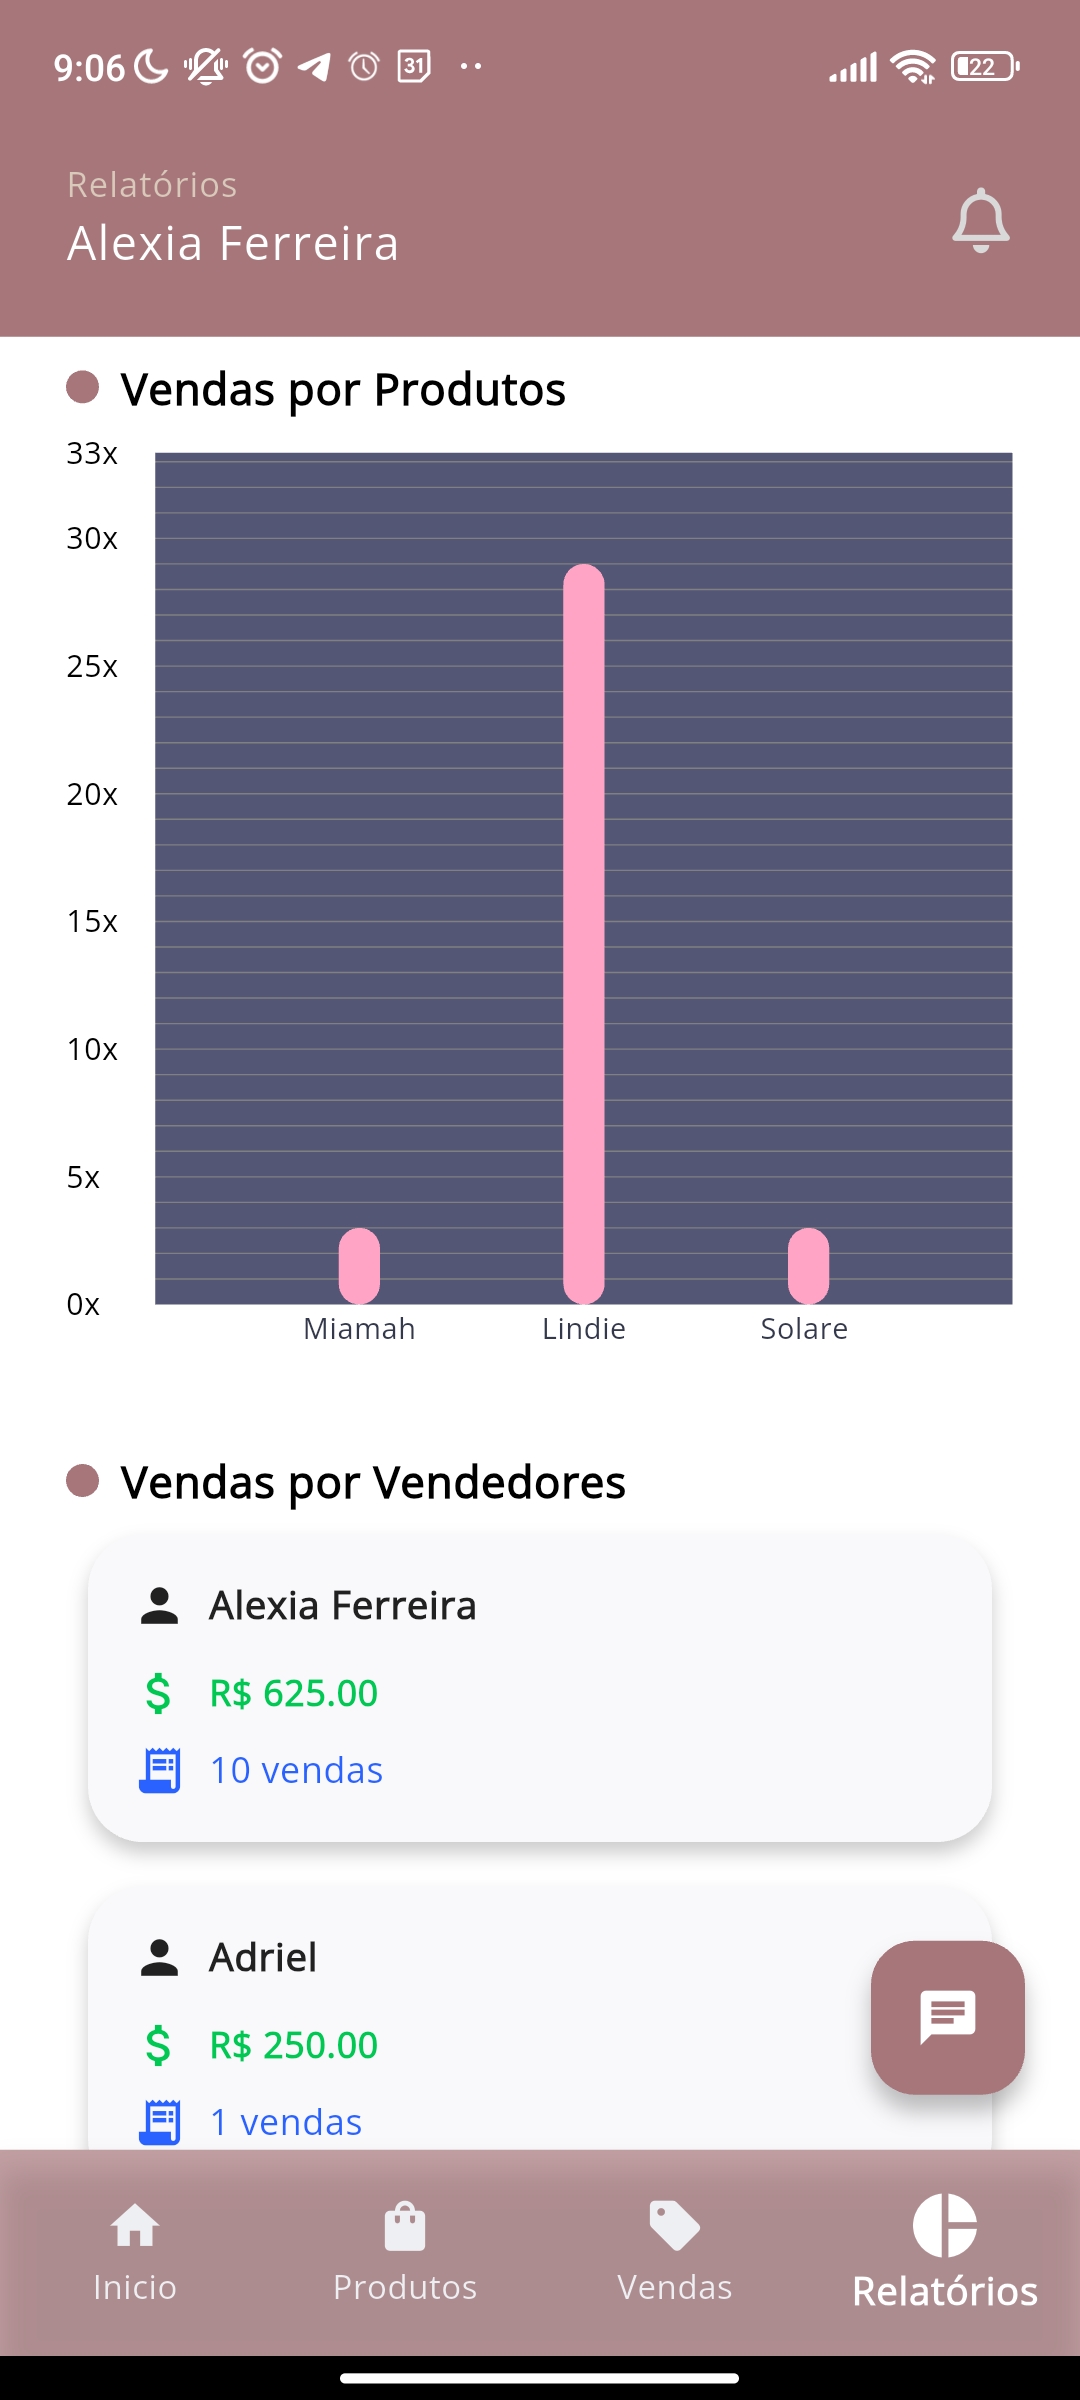 9:06 31 22
Relatórios
Alexia Ferreira
Vendas por Produtos
33x
30x
25x
20x
15x
10x
5x
0x
Miamah Lindie Solare
Vendas por Vendedores
Alexia Ferreira
R$ 625.00
10 vendas
Adriel
R$ 250.00
1 vendas
Inicio Produtos Vendas Relatórios